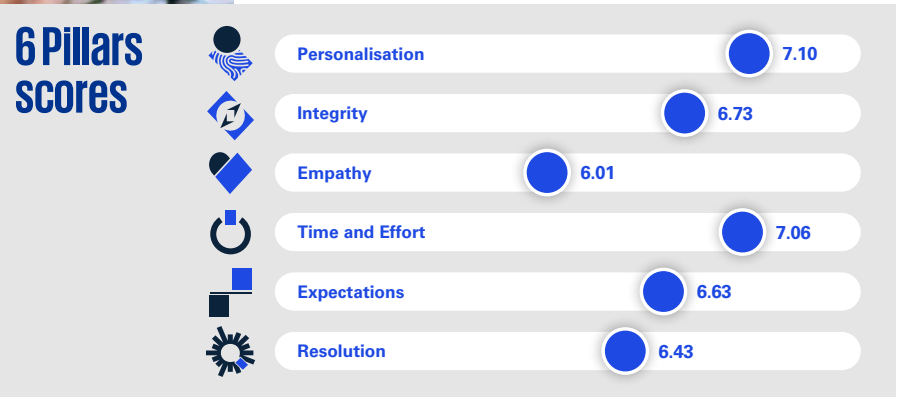 6 Pillars
scores
Personalisation 7.10
Integrity 6.73
Empathy 6.01
Time and Effort 7.06
Expectations 6.63
Resolution 6.43